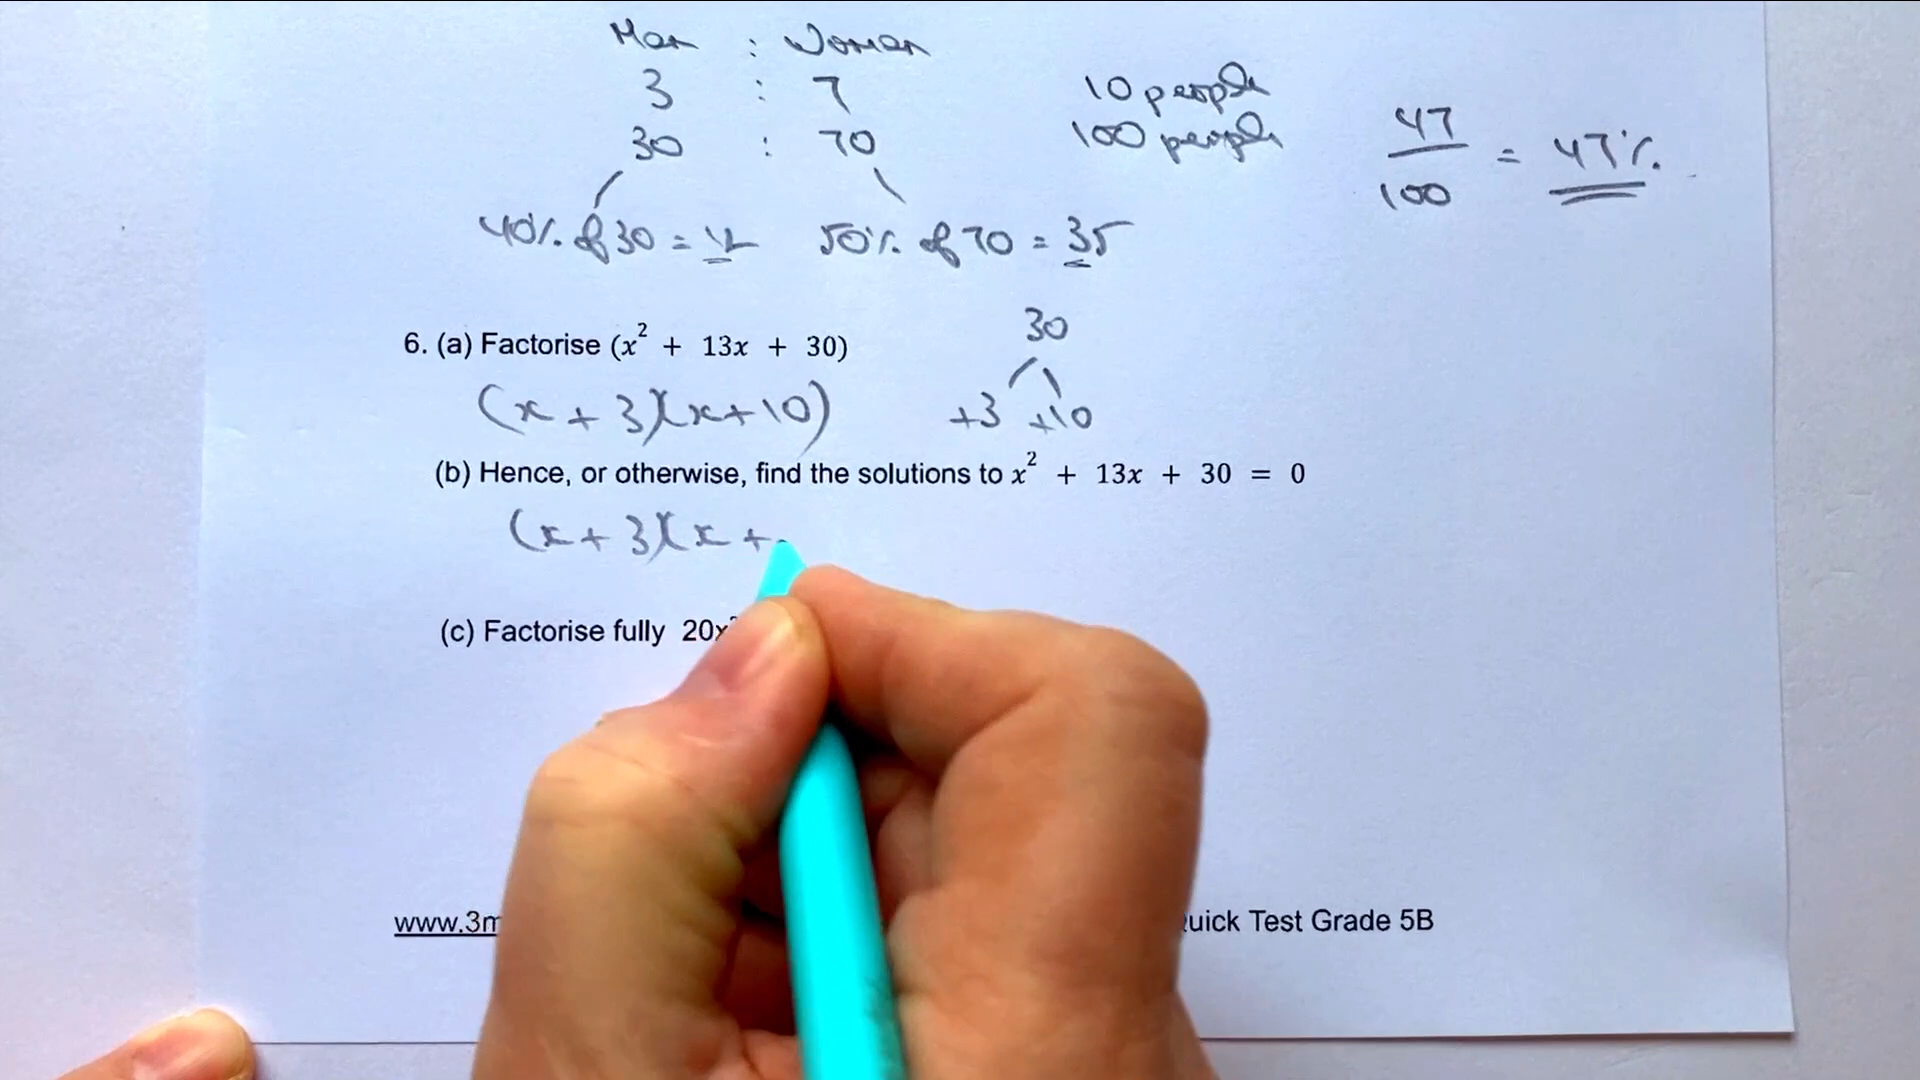 Man : Woman
3 : 7 10 people
30 : 70 100 people
47/100 = 47%
40% of 30 = 12 50% of 70 = 35
6. (a) Factorise (x² + 13x + 30)
30
(x + 3)(x + 10) +3 +10
(b) Hence, or otherwise, find the solutions to x² + 13x + 30 = 0
(x + 3)(x +
(c) Factorise fully 20x
www.3m
uick Test Grade 5B